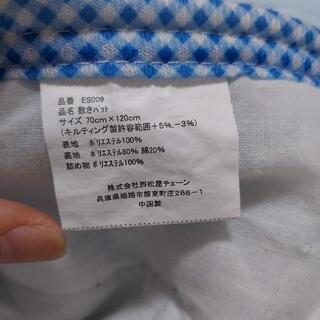 品番 ES009
品名 敷きパット
サイズ 70cm×120cm
(キルティング製許容範囲+5%.-3%)
表地 ポリエステル100%
裏地 ポリエステル80% 綿20%
詰め物 ポリエステル100%
株式会社西松屋チェーン
兵庫県姫路市飾東町庄266-1
中国製